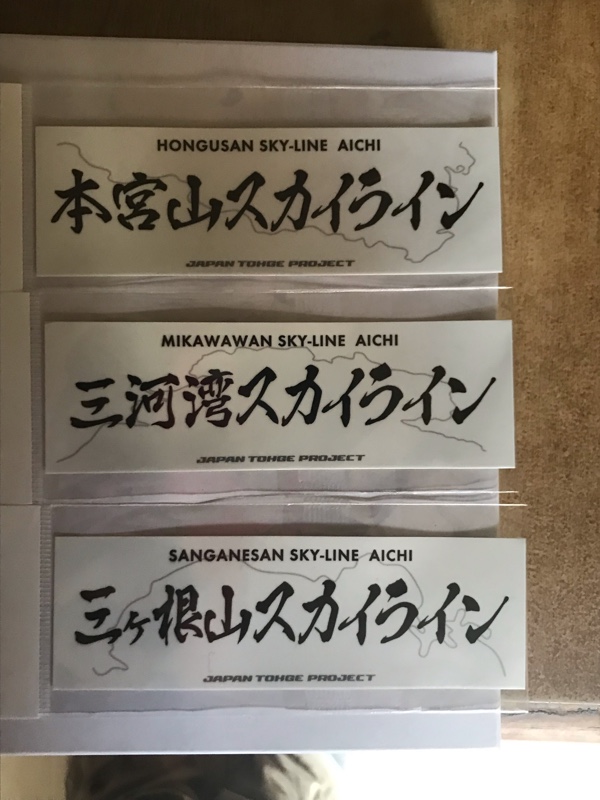 HONGUSAN SKY-LINE AICHI
本宮山スカイライン
JAPAN TOHGE PROJECT
MIKAWAWAN SKY-LINE AICHI
三河湾スカイライン
JAPAN TOHGE PROJECT
SANGANESAN SKY-LINE AICHI
三ヶ根山スカイライン
JAPAN TOHGE PROJECT